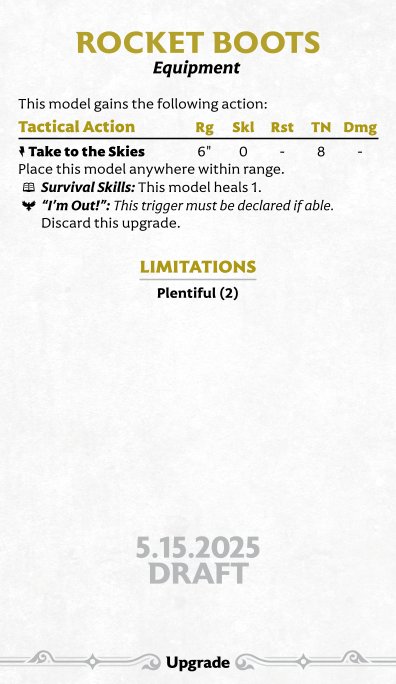 ROCKET BOOTS
Equipment
This model gains the following action:
Tactical Action Rg Skl Rst TN Dmg
Take to the Skies 6" 0 - 8 -
Place this model anywhere within range.
Survival Skills: This model heals 1.
“I’m Out!”: This trigger must be declared if able.
Discard this upgrade.
LIMITATIONS
Plentiful (2)
5.15.2025
DRAFT
Upgrade